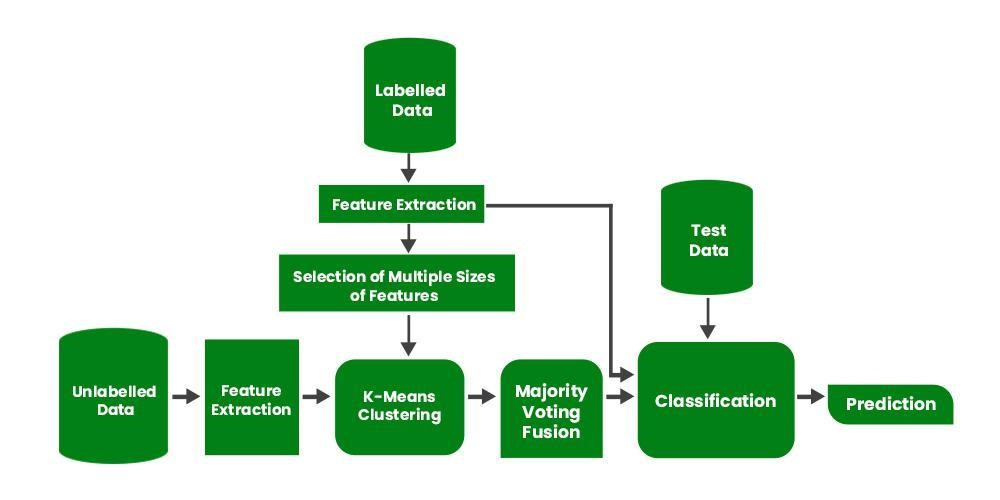 Labelled
Data
Feature Extraction
Test
Data
Selection of Multiple Sizes
of Features
Unlabelled
Data
Feature
Extraction
K-Means
Clustering
Majority
Voting
Fusion
Classification
Prediction